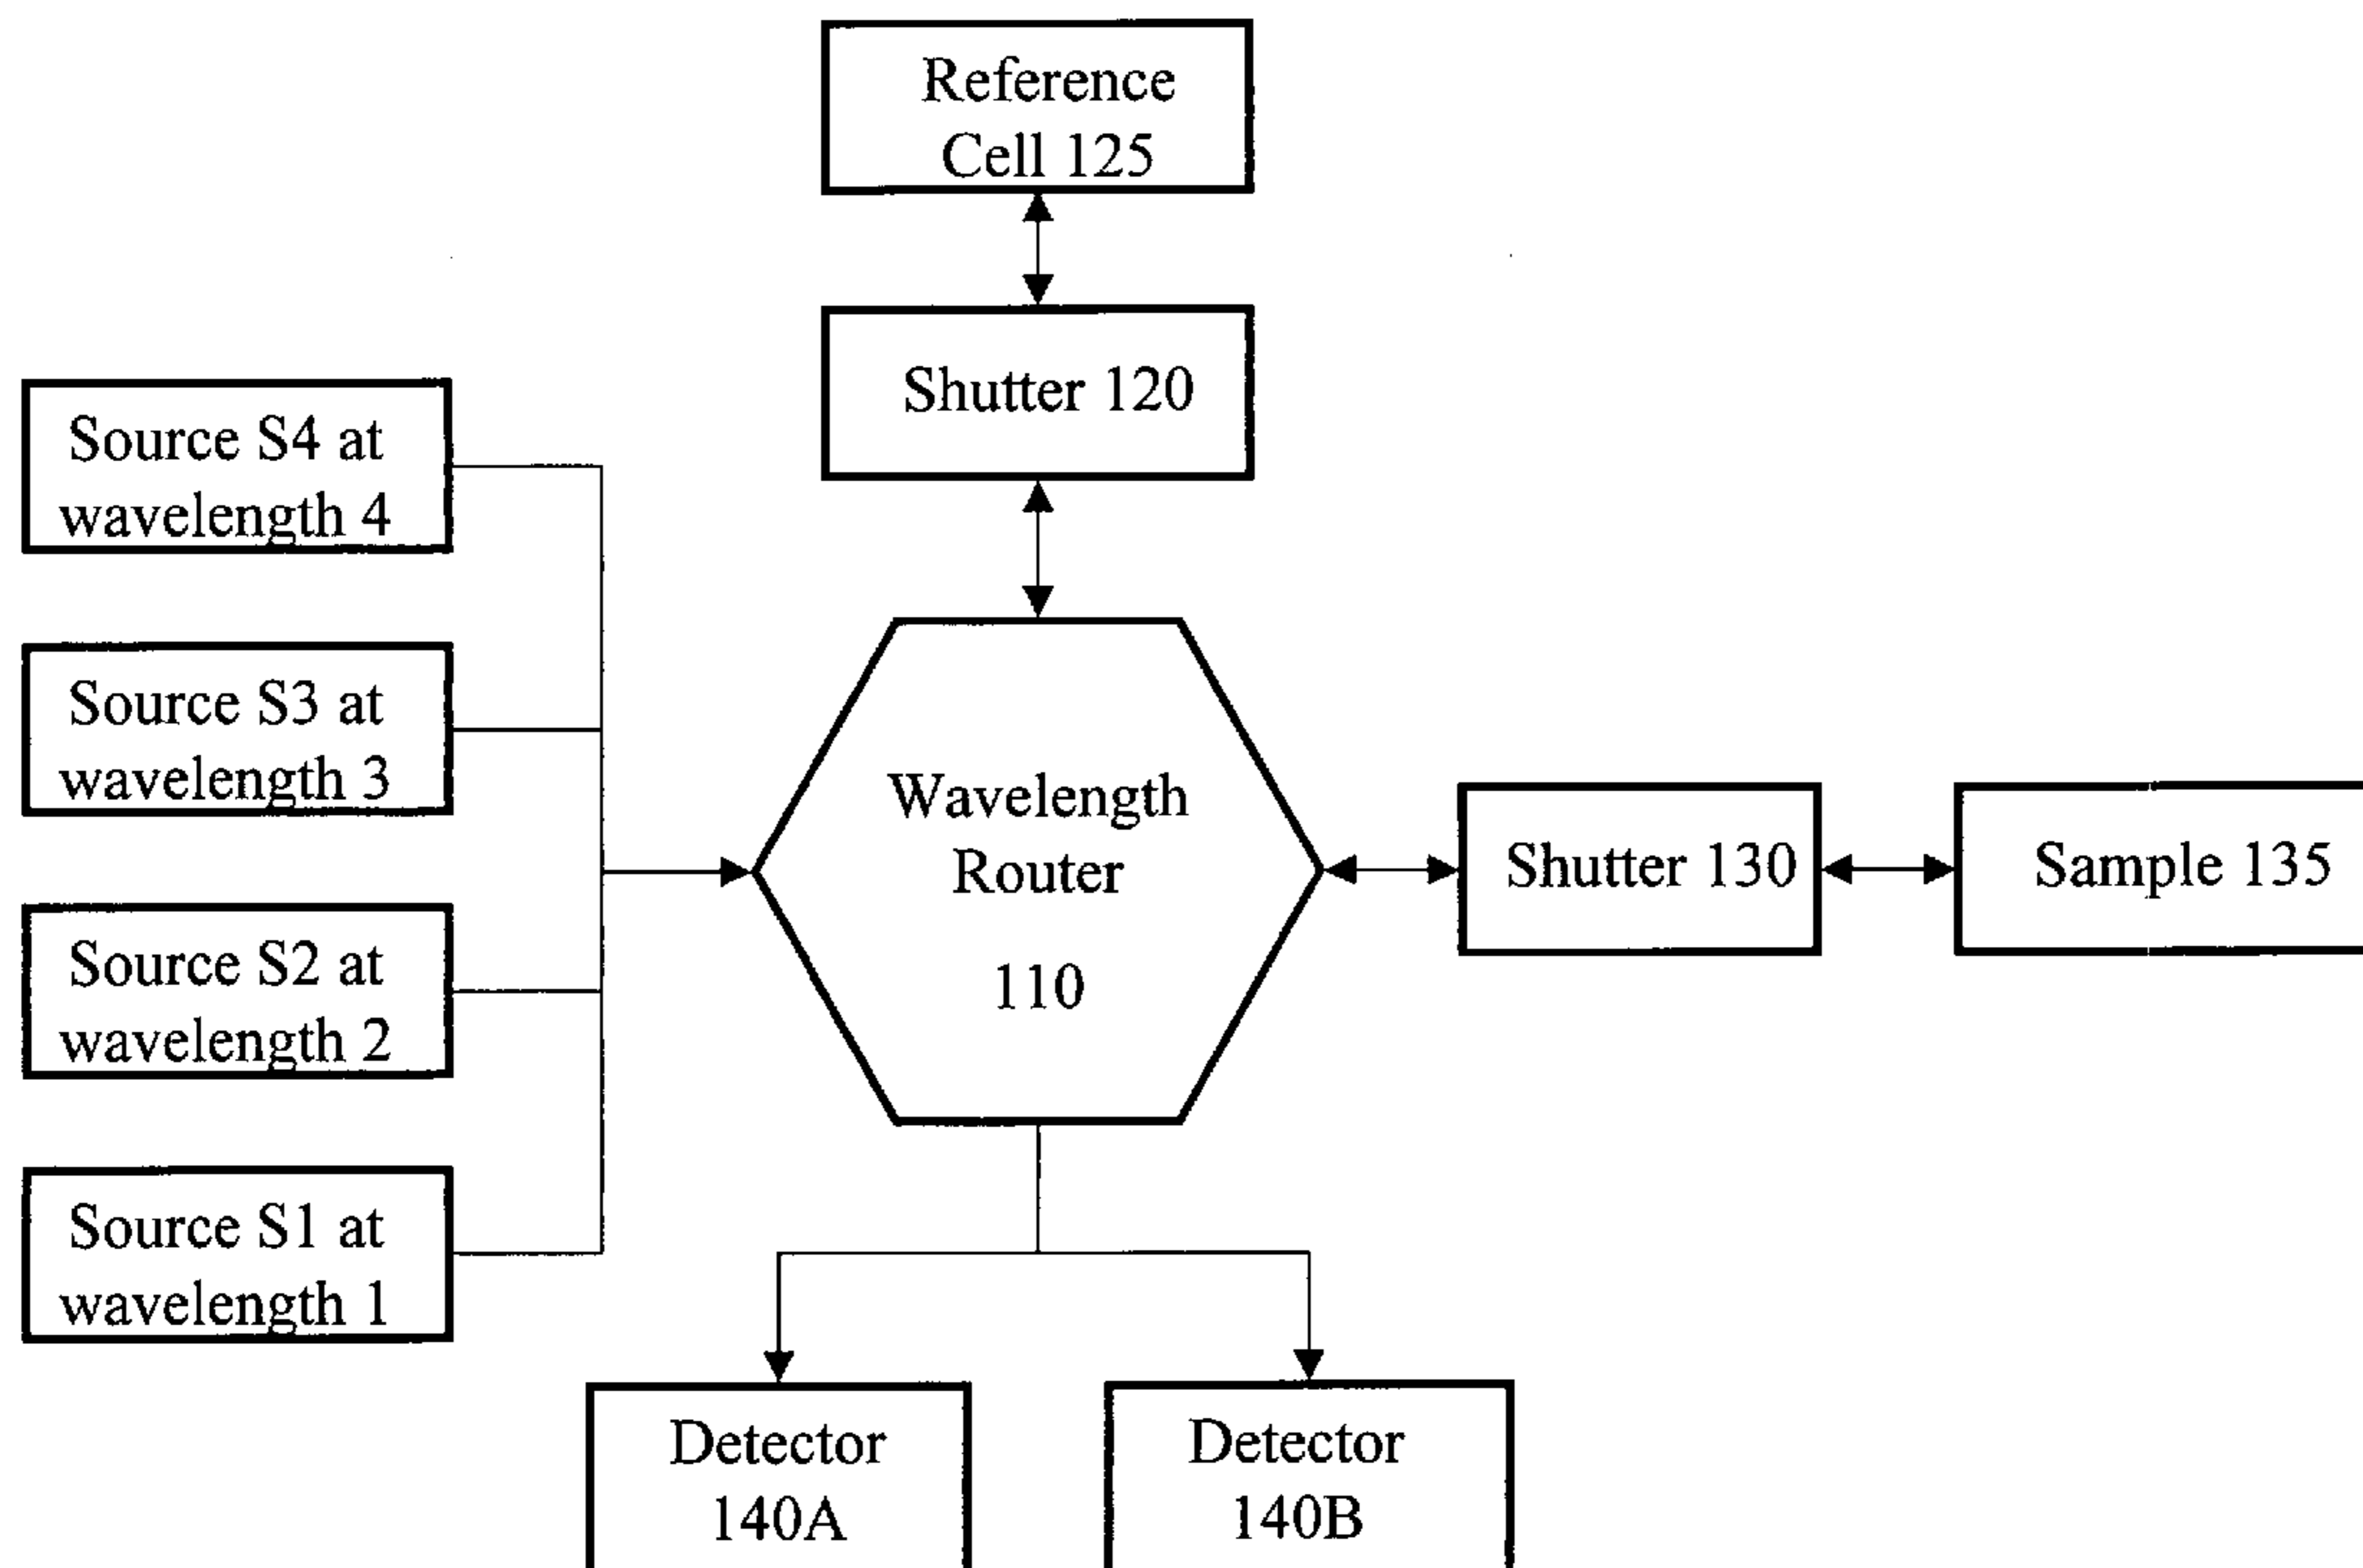 Reference
Cell 125
Shutter 120
Source S4 at
wavelength 4
Source S3 at
wavelength 3
Wavelength
Router
110
Shutter 130
Sample 135
Source S2 at
wavelength 2
Source S1 at
wavelength 1
Detector
140A
Detector
140B